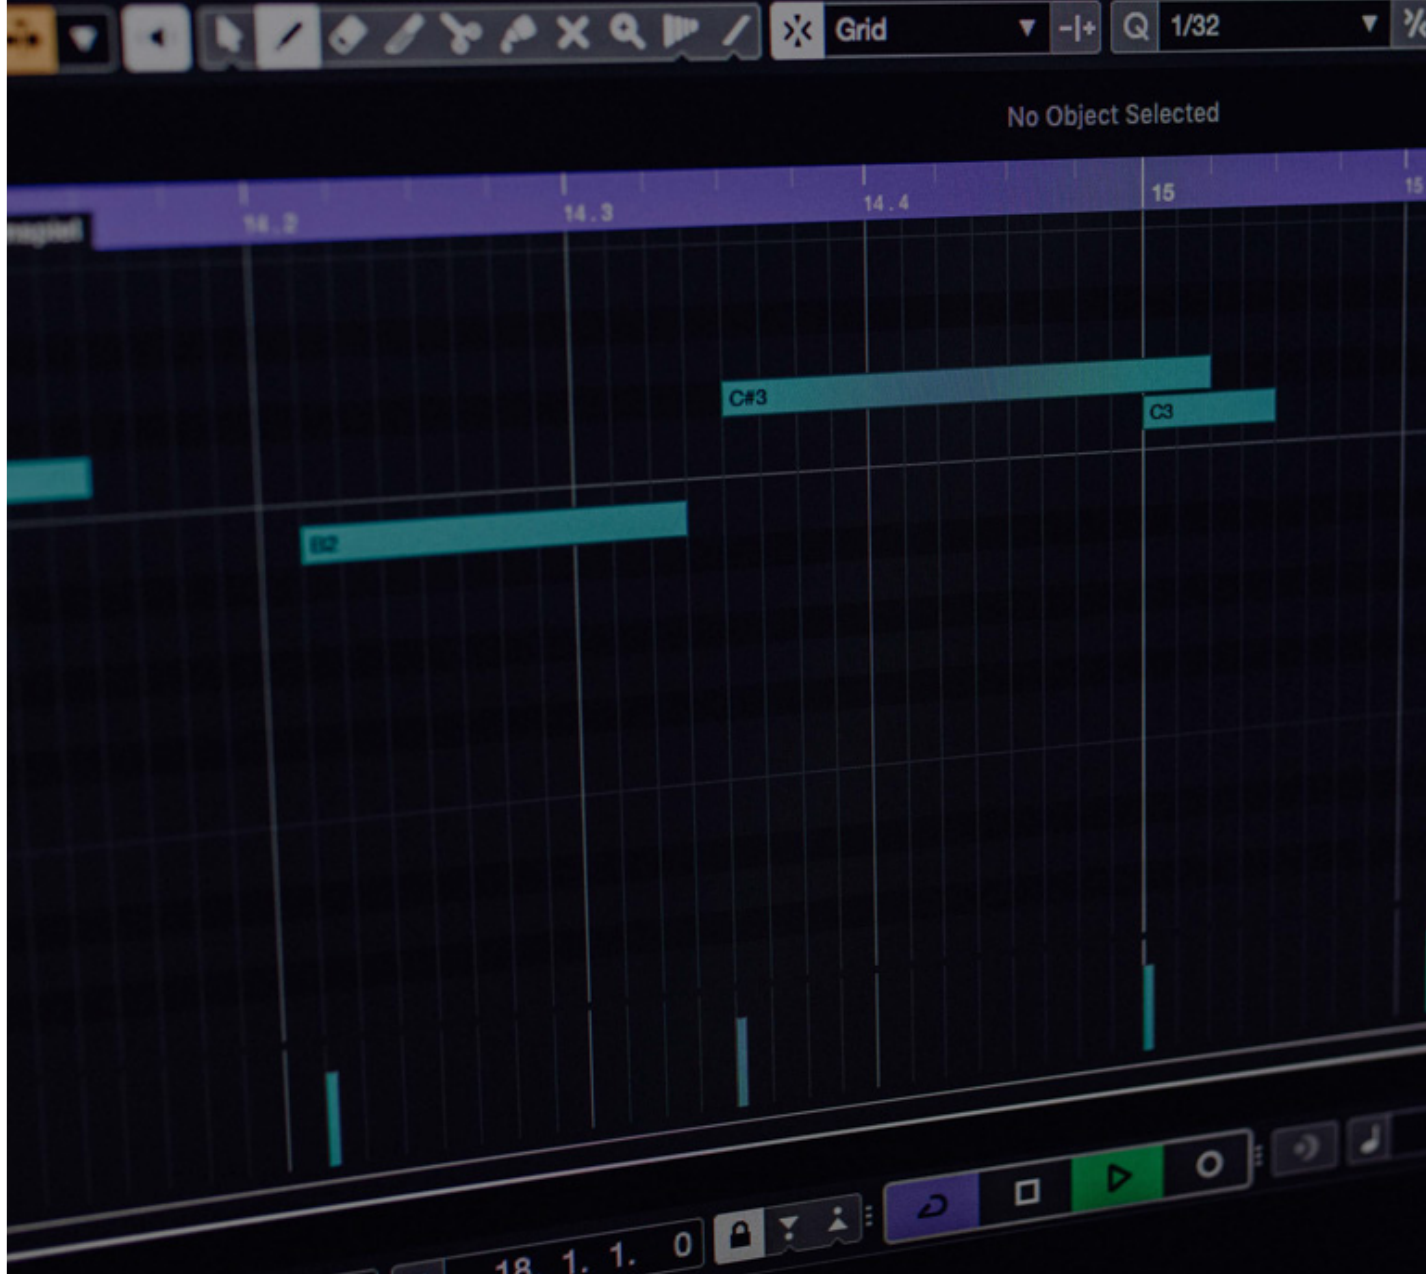 Grid Q 1/32
No Object Selected
14.2 14.3 14.4 15 15
C#3
C3
B2
18. 1. 1. 0